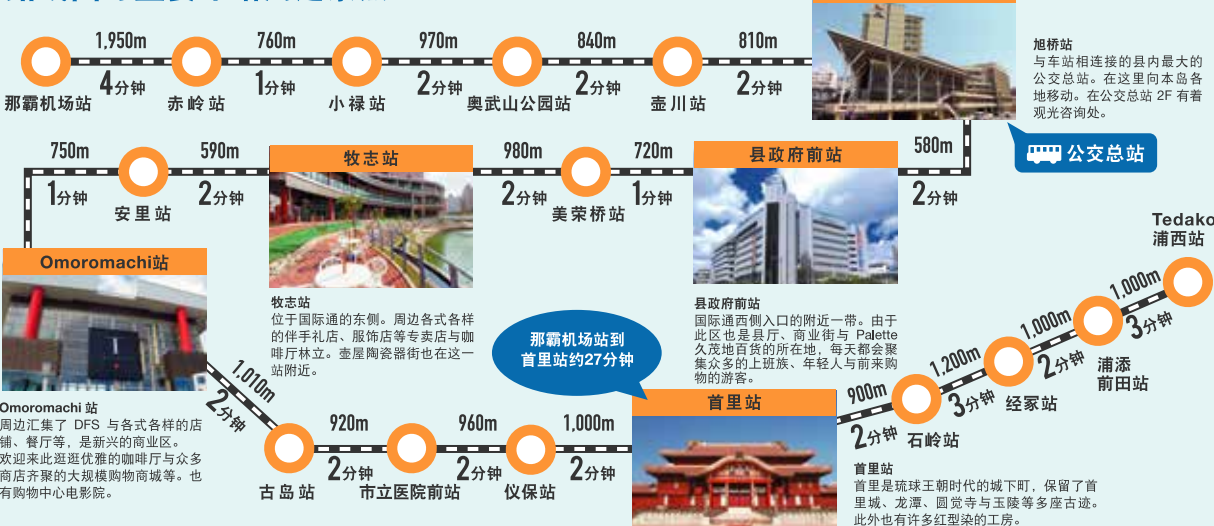 1,950m
760m
970m
840m
810m
4分钟
1分钟
2分钟
2分钟
2分钟
那霸机场站
赤岭站
小禄站
奥武山公园站
壶川站
旭桥站
与车站相连接的县内最大的
公交总站。在这里向本岛各
地移动。在公交总站 2F 有着
观光咨询处。
公交总站
750m
590m
牧志站
980m
720m
县政府前站
580m
1分钟
2分钟
2分钟
1分钟
2分钟
安里站
美荣桥站
Omoromachi站
牧志站
位于国际通的东侧。周边各式各样
的伴手礼店、服饰店等专卖店与咖
啡厅林立。壶屋陶瓷器街也在这一
站附近。
那霸机场站到
首里站约27分钟
县政府前站
国际通西侧入口的附近一带。由于
此区也是县厅、商业街与 Palette
久茂地百货的所在地，每天都会聚
集众多的上班族、年轻人与前来购
物的游客。
Tedako
浦西站
1,000m
3分钟
浦添
前田站
1,000m
2分钟
经冢站
1,200m
3分钟
石岭站
900m
2分钟
首里站
Omoromachi 站
周边汇集了 DFS 与各式各样的店
铺、餐厅等，是新兴的商业区。
欢迎来此逛逛优雅的咖啡厅与众多
商店齐聚的大规模购物商城等。也
有购物中心电影院。
1,010m
2分钟
920m
960m
1,000m
2分钟
2分钟
2分钟
古岛站
市立医院前站
仪保站
首里站
首里是琉球王朝时代的城下町，保留了首
里城、龙潭、圆觉寺与玉陵等多座古迹。
此外也有许多红型染的工房。